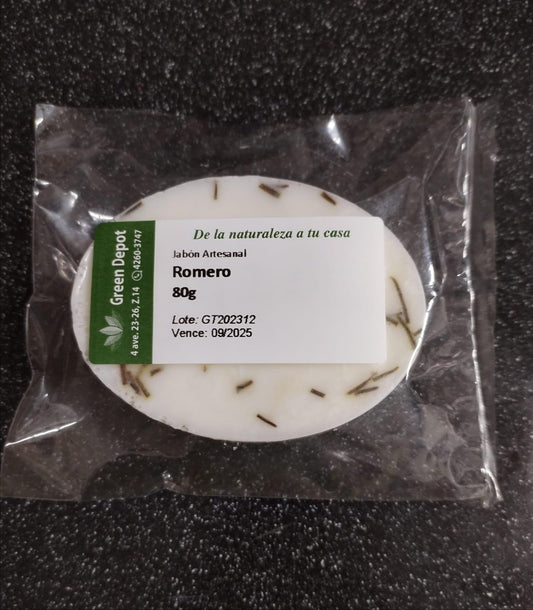 De la naturaleza a tu casa
Jabón Artesanal
Romero
80g
Lote: GT202312
Vence: 09/2025
Green Depot
4 ave. 23-26, Z.14 4260-3747